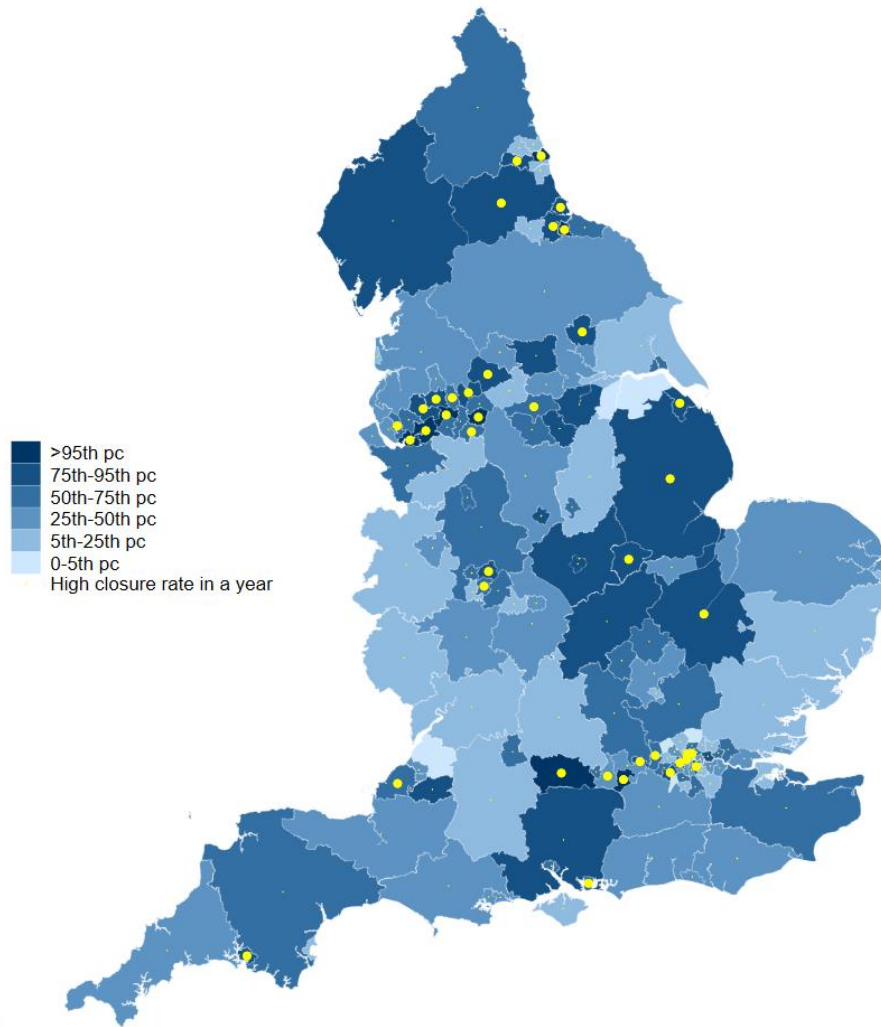 >95th pc
75th-95th pc
50th-75th pc
25th-50th pc
5th-25th pc
0-5th pc
High closure rate in a year